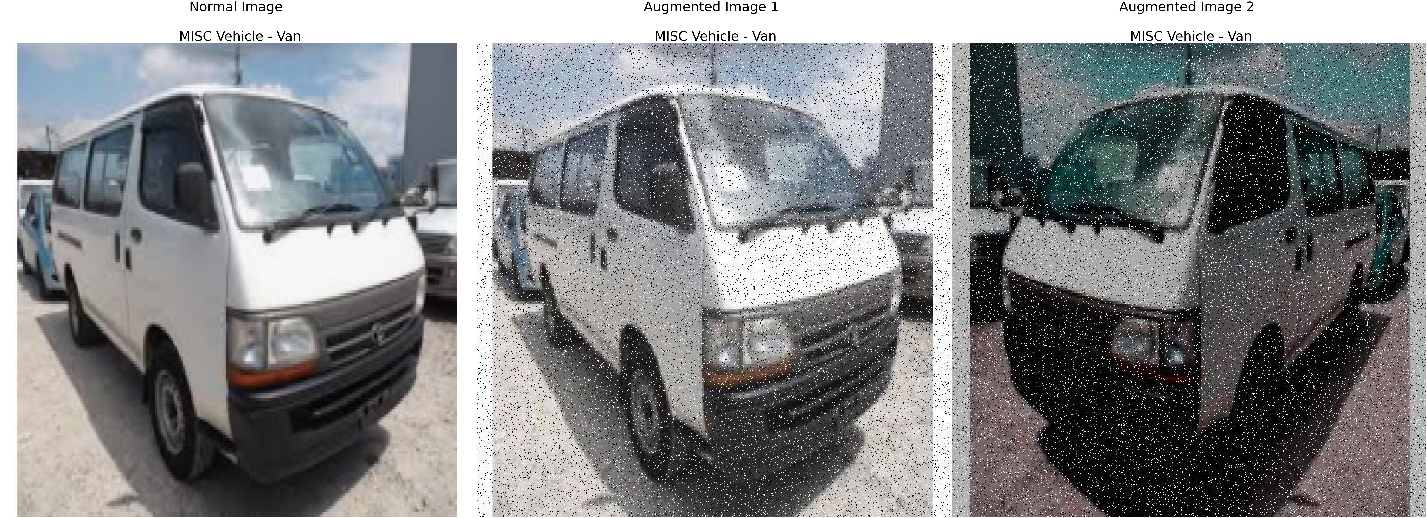 Normal Image
MISC Vehicle - Van
Augmented Image 1
MISC Vehicle - Van
Augmented Image 2
MISC Vehicle - Van